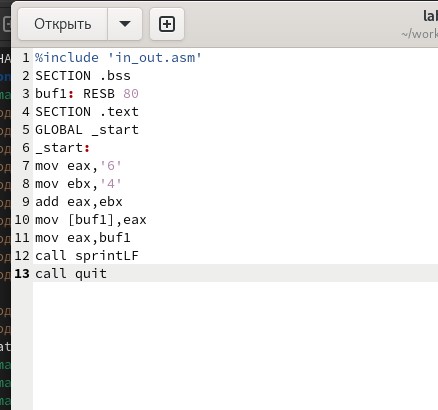 Открыть
1 %include 'in_out.asm'
2 SECTION .bss
3 buf1: RESB 80
4 SECTION .text
5 GLOBAL _start
6 _start:
7 mov eax,'6'
8 mov ebx,'4'
9 add eax,ebx
10 mov [buf1],eax
11 mov eax,buf1
12 call sprintLF
13 call quit